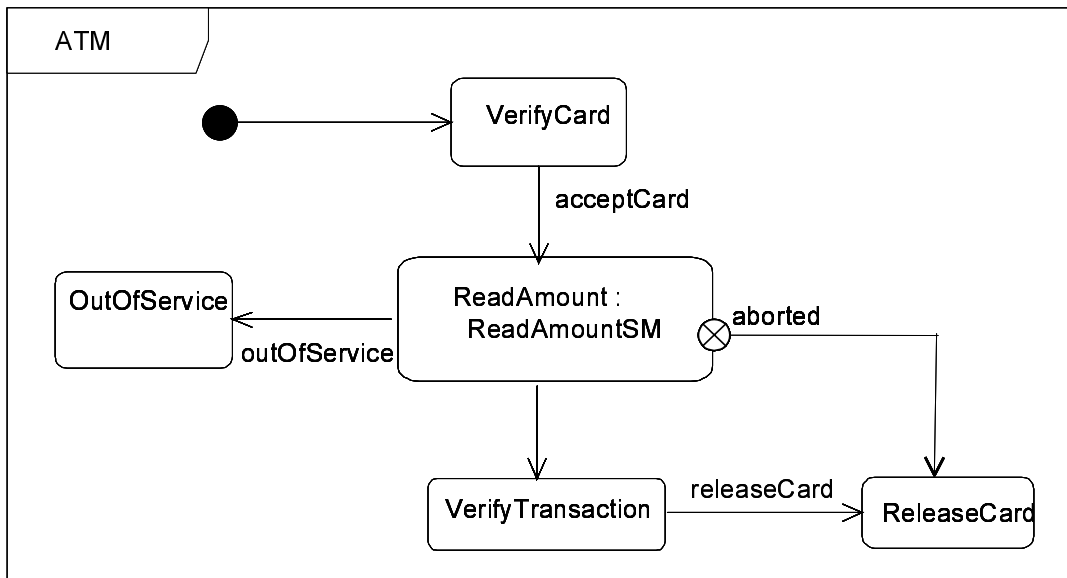 ATM
VerifyCard
acceptCard
OutOfService
ReadAmount :
ReadAmountSM
aborted
outOfService
VerifyTransaction
releaseCard
ReleaseCard